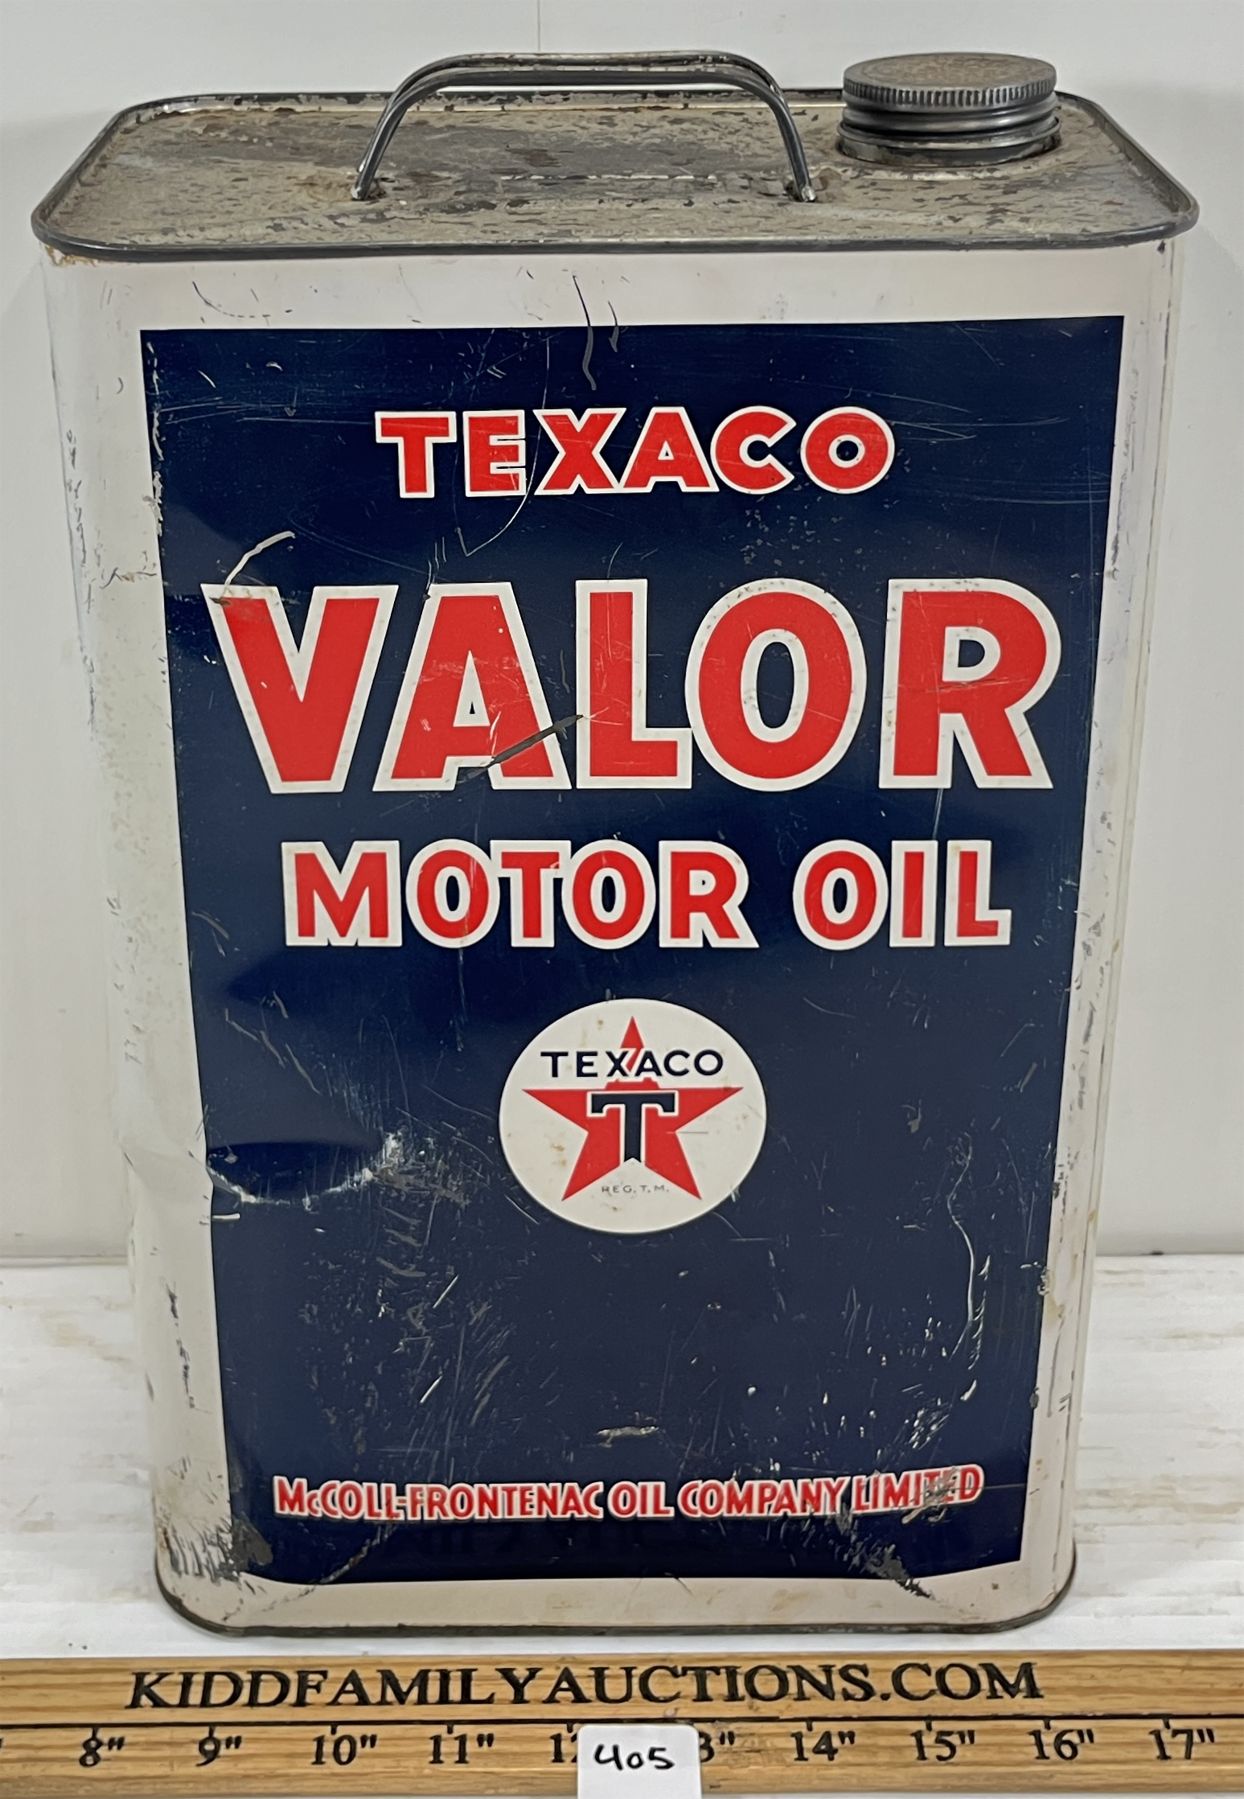 TEXACO
VALOR
MOTOR OIL
TEXACO
T
REG. T.M.
McCOLL-FRONTENAC OIL COMPANY LIMITED
KIDDFAMILYAUCTIONS.COM
8" 9" 10" 11" 14" 15" 16" 17"
405